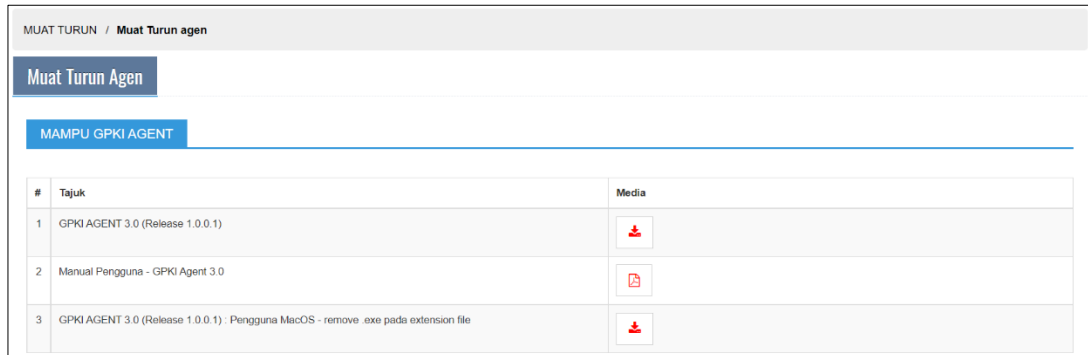 MUAT TURUN / Muat Turun agen
Muat Turun Agen
MAMPU GPKI AGENT
# Tajuk Media
1 GPKI AGENT 3.0 (Release 1.0.0.1)
2 Manual Pengguna - GPKI Agent 3.0
3 GPKI AGENT 3.0 (Release 1.0.0.1) : Pengguna MacOS - remove .exe pada extension file